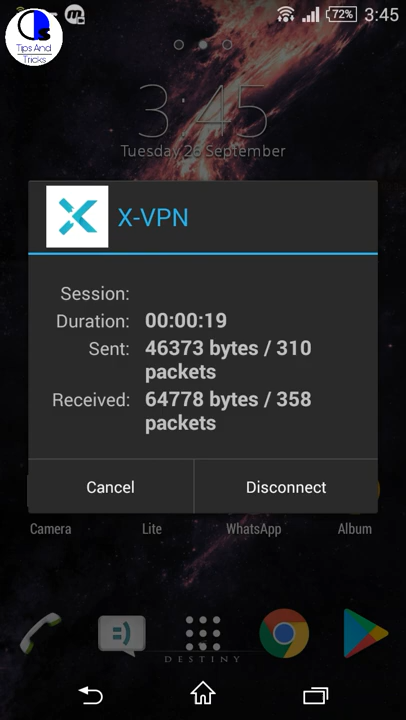 Tips And
Tricks
72%
3:45
3:45
Tuesday 26 September
X-VPN
Session:
Duration: 00:00:19
Sent: 46373 bytes / 310
packets
Received: 64778 bytes / 358
packets
Cancel
Disconnect
Camera
Lite
WhatsApp
Album
DESTINY